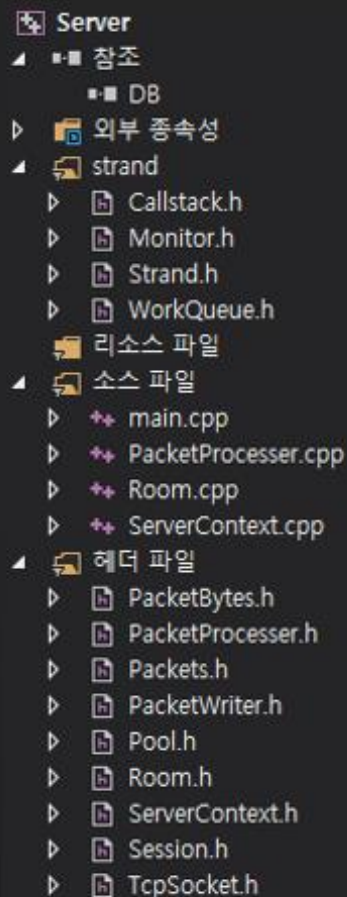 Server
참조
DB
외부 종속성
strand
Callstack.h
Monitor.h
Strand.h
WorkQueue.h
리소스 파일
소스 파일
main.cpp
PacketProcesser.cpp
Room.cpp
ServerContext.cpp
헤더 파일
PacketBytes.h
PacketProcesser.h
Packets.h
PacketWriter.h
Pool.h
Room.h
ServerContext.h
Session.h
TcpSocket.h